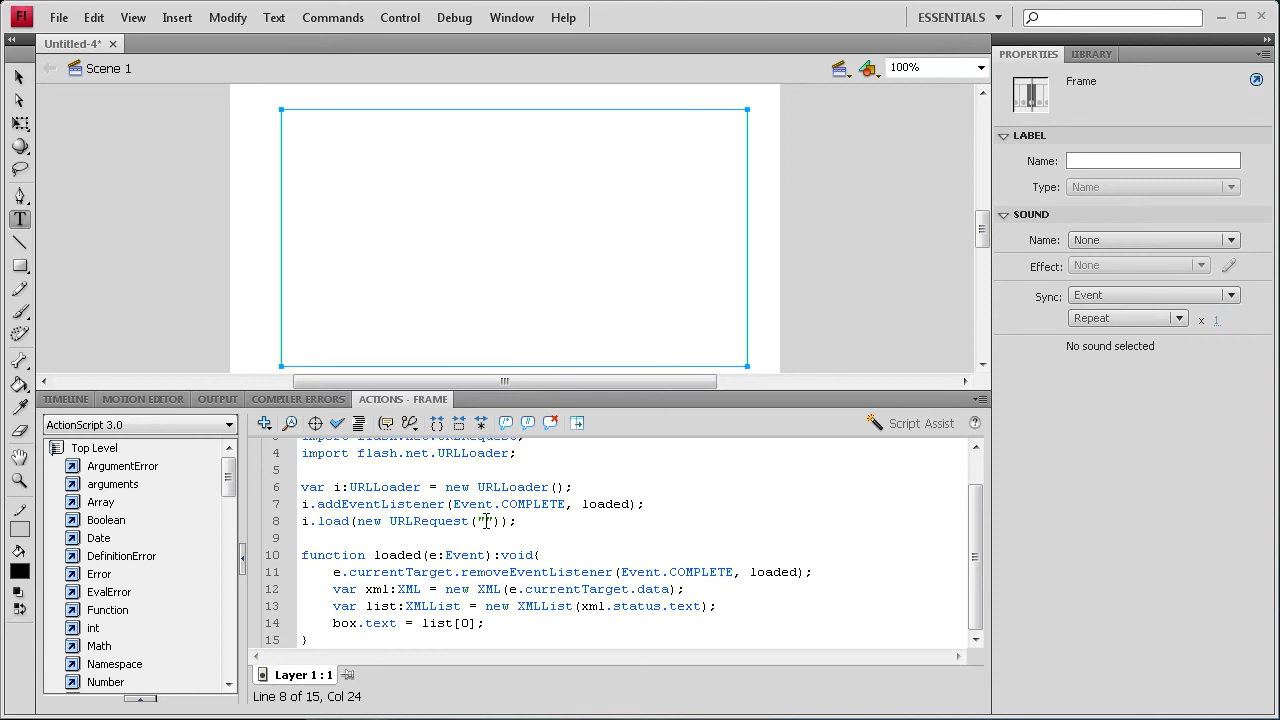 Fl File Edit View Insert Modify Text Commands Control Debug Window Help ESSENTIALS
Untitled-4*
Scene 1 100%
PROPERTIES LIBRARY
Frame
LABEL
Name:
Type: Name
SOUND
Name: None
Effect: None
Sync: Event
Repeat x 1
No sound selected
TIMELINE MOTION EDITOR OUTPUT COMPILER ERRORS ACTIONS - FRAME
ActionScript 3.0
Script Assist
Top Level
ArgumentError
arguments
Array
Boolean
Date
DefinitionError
Error
EvalError
Function
int
Math
Namespace
Number
3 import flash.net.URLRequest;
4 import flash.net.URLLoader;
5
6 var i:URLLoader = new URLLoader();
7 i.addEventListener(Event.COMPLETE, loaded);
8 i.load(new URLRequest(""));
9
10 function loaded(e:Event):void{
11 e.currentTarget.removeEventListener(Event.COMPLETE, loaded);
12 var xml:XML = new XML(e.currentTarget.data);
13 var list:XMLList = new XMLList(xml.status.text);
14 box.text = list[0];
15 }
Layer 1 : 1
Line 8 of 15, Col 24